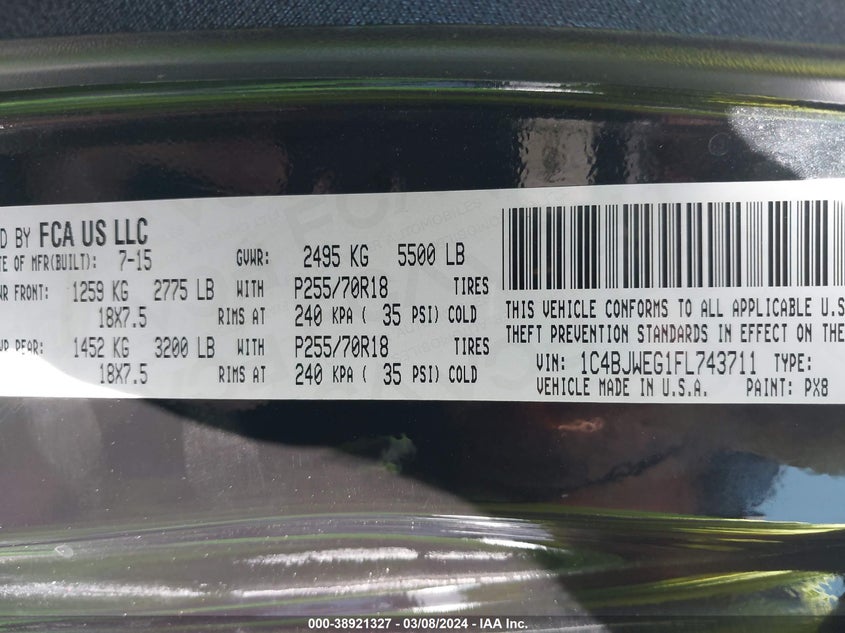 D BY FCA US LLC
TE OF MFR(BUILT): 7-15 GVWR: 2495 KG 5500 LB
WR FRONT: 1259 KG 2775 LB WITH P255/70R18 TIRES
18X7.5 RIMS AT 240 KPA ( 35 PSI) COLD
WR REAR: 1452 KG 3200 LB WITH P255/70R18 TIRES
18X7.5 RIMS AT 240 KPA ( 35 PSI) COLD
THIS VEHICLE CONFORMS TO ALL APPLICABLE U.S
THEFT PREVENTION STANDARDS IN EFFECT ON THE
VIN: 1C4BJWEG1FL743711 TYPE:
VEHICLE MADE IN U.S.A. PAINT: PX8
000-38921327 - 03/08/2024 - IAA Inc.